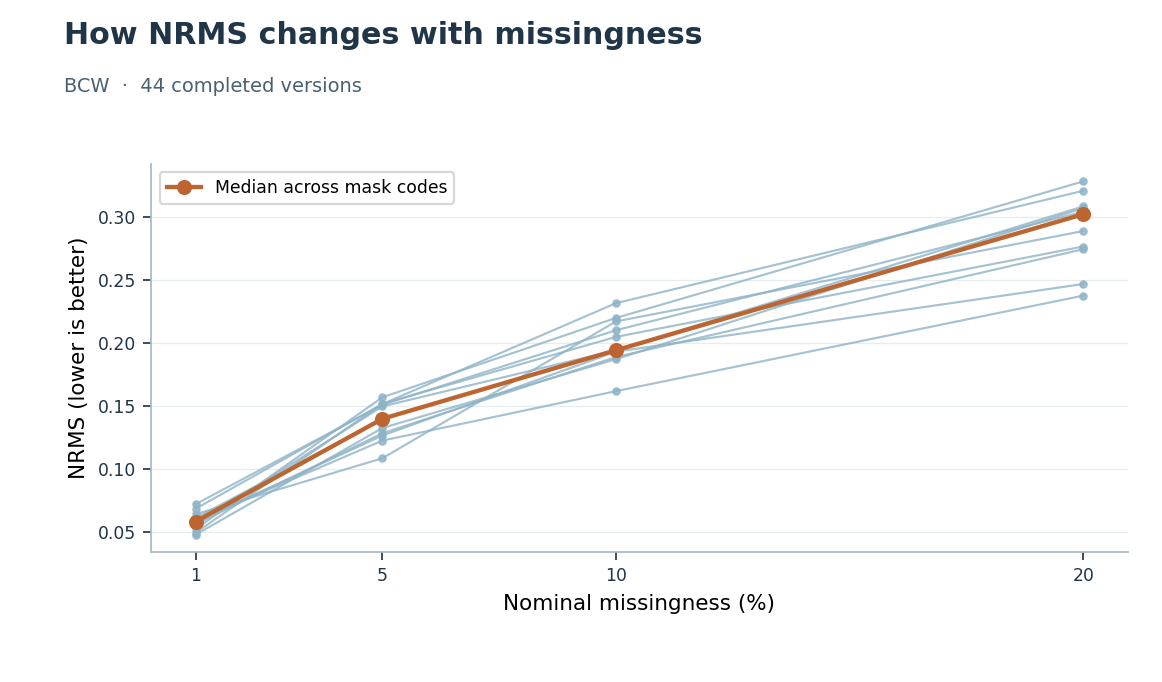 How NRMS changes with missingness
BCW · 44 completed versions
Median across mask codes
NRMS (lower is better)
0.30
0.25
0.20
0.15
0.10
0.05
1
5
10
20
Nominal missingness (%)